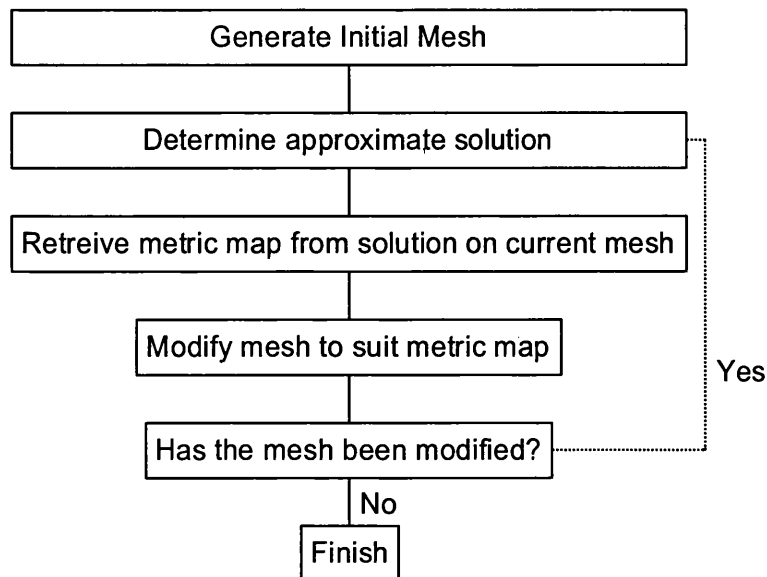 Generate Initial Mesh
Determine approximate solution
Retreive metric map from solution on current mesh
Modify mesh to suit metric map
Yes
Has the mesh been modified?
No
Finish